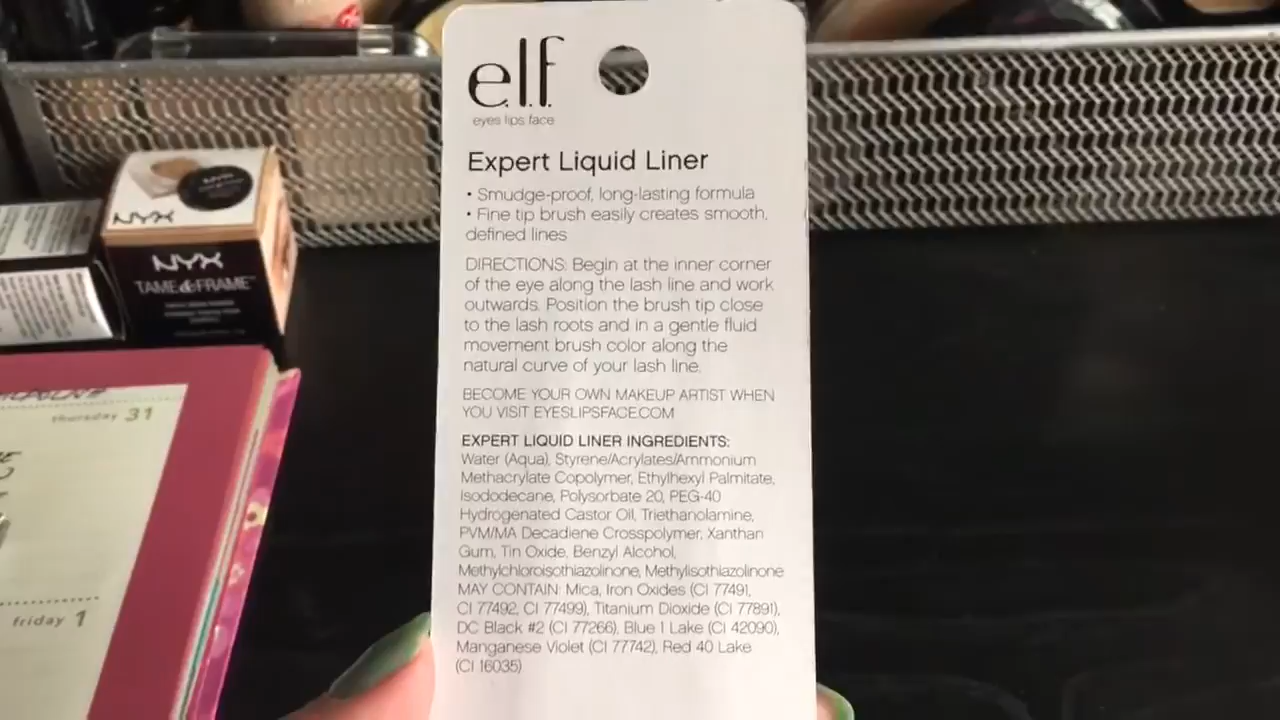 e.l.f.
eyes lips face
Expert Liquid Liner
• Smudge-proof, long-lasting formula
• Fine tip brush easily creates smooth,
defined lines
DIRECTIONS: Begin at the inner corner
of the eye along the lash line and work
outwards. Position the brush tip close
to the lash roots and in a gentle fluid
movement brush color along the
natural curve of your lash line.
BECOME YOUR OWN MAKEUP ARTIST WHEN
YOU VISIT EYESLIPSFACE.COM
EXPERT LIQUID LINER INGREDIENTS:
Water (Aqua), Styrene/Acrylates/Ammonium
Methacrylate Copolymer, Ethylhexyl Palmitate,
Isododecane, Polysorbate 20, PEG-40
Hydrogenated Castor Oil, Triethanolamine,
PVM/MA Decadiene Crosspolymer, Xanthan
Gum, Tin Oxide, Benzyl Alcohol,
Methylchloroisothiazolinone, Methylisothiazolinone
MAY CONTAIN: Mica, Iron Oxides (CI 77491,
CI 77492, CI 77499), Titanium Dioxide (CI 77891),
DC Black #2 (CI 77266), Blue 1 Lake (CI 42090),
Manganese Violet (CI 77742), Red 40 Lake
(CI 16035)
NYX
NYX
TAME&FRAME™
thursday 31
friday 1